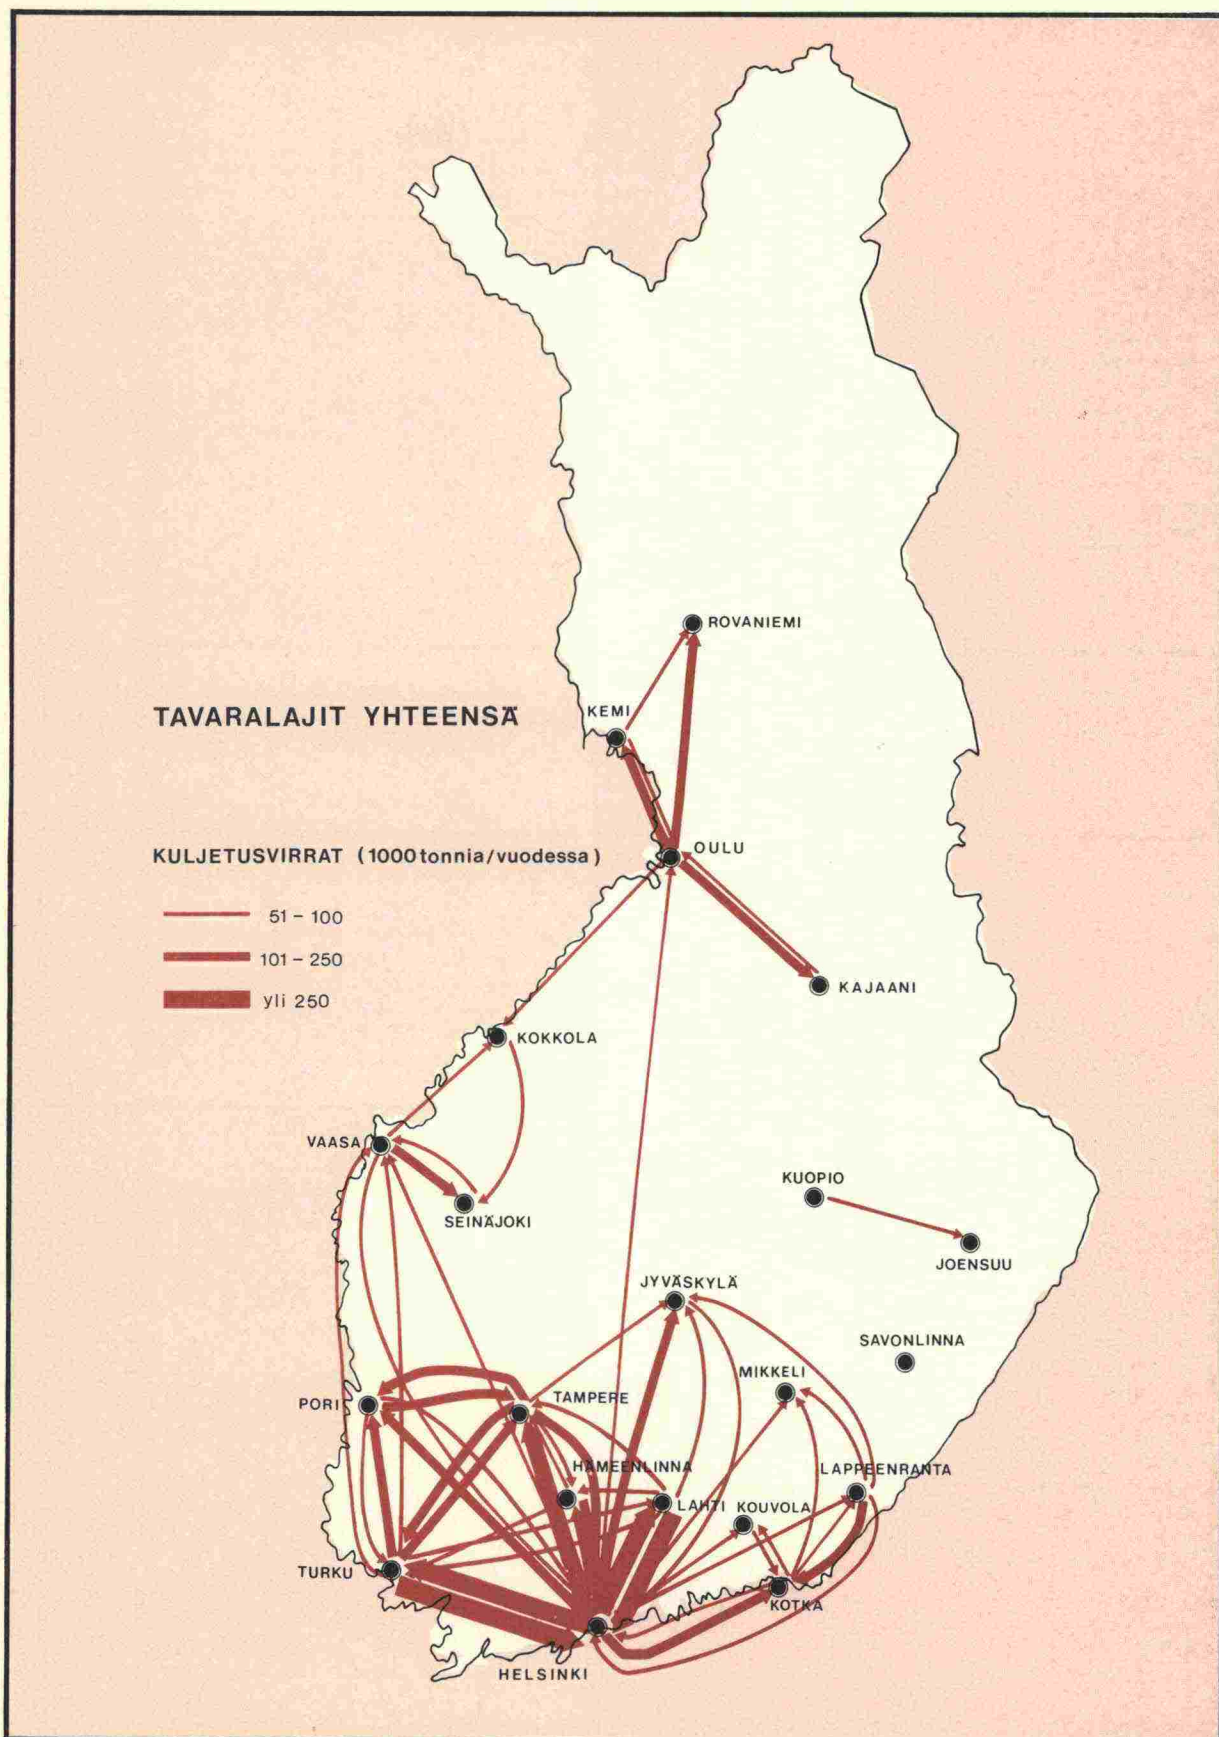 ROVANIEMI
KEMI
TAVARALAJIT YHTEENSÄ
OULU
KULJETUSVIRRAT (1000 tonnia/vuodessa)
51 – 100
101 – 250
yli 250
KAJAANI
KOKKOLA
VAASA
KUOPIO
SEINÄJOKI
JOENSUU
JYVÄSKYLÄ
SAVONLINNA
MIKKELI
PORI
TAMPERE
HÄMEENLINNA
LAPPEENRANTA
LAHTI KOUVOLA
TURKU
KOTKA
HELSINKI